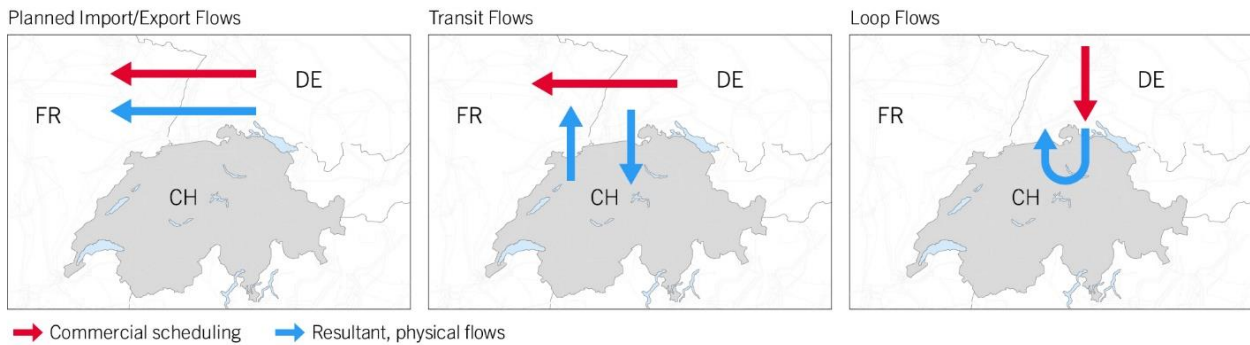 Planned Import/Export Flows
DE
FR
CH
Transit Flows
DE
FR
CH
Loop Flows
DE
FR
CH
Commercial scheduling
Resultant, physical flows